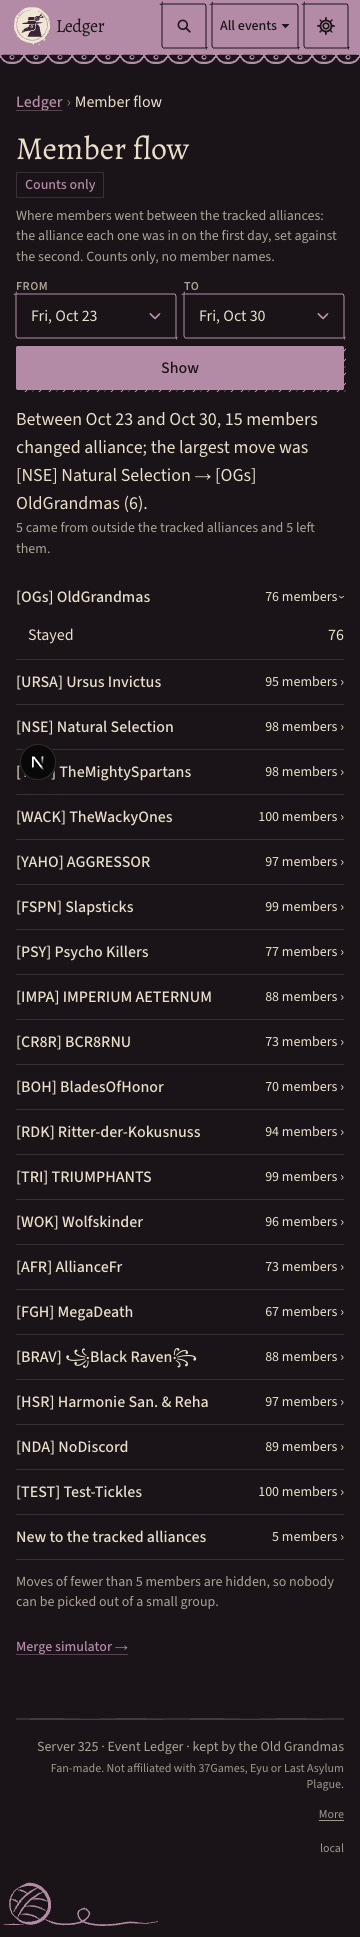 Ledger
All events
Ledger › Member flow
Member flow
Counts only
Where members went between the tracked alliances:
the alliance each one was in on the first day, set against
the second. Counts only, no member names.
FROM
TO
Fri, Oct 23
Fri, Oct 30
Show
Between Oct 23 and Oct 30, 15 members
changed alliance; the largest move was
[NSE] Natural Selection → [OGs]
OldGrandmas (6).
5 came from outside the tracked alliances and 5 left
them.
[OGs] OldGrandmas 76 members›
Stayed 76
[URSA] Ursus Invictus 95 members ›
[NSE] Natural Selection 98 members ›
TheMightySpartans 98 members ›
[WACK] TheWackyOnes 100 members ›
[YAHO] AGGRESSOR 97 members ›
[FSPN] Slapsticks 99 members ›
[PSY] Psycho Killers 77 members ›
[IMPA] IMPERIUM AETERNUM 88 members ›
[CR8R] BCR8RNU 73 members ›
[BOH] BladesOfHonor 70 members ›
[RDK] Ritter-der-Kokusnuss 94 members ›
[TRI] TRIUMPHANTS 99 members ›
[WOK] Wolfskinder 96 members ›
[AFR] AllianceFr 73 members ›
[FGH] MegaDeath 67 members ›
[BRAV] ꧁Black Raven꧂ 88 members ›
[HSR] Harmonie San. & Reha 97 members ›
[NDA] NoDiscord 89 members ›
[TEST] Test-Tickles 100 members ›
New to the tracked alliances 5 members ›
Moves of fewer than 5 members are hidden, so nobody
can be picked out of a small group.
Merge simulator →
Server 325 · Event Ledger · kept by the Old Grandmas
Fan-made. Not affiliated with 37Games, Eyu or Last Asylum
Plague.
More
local